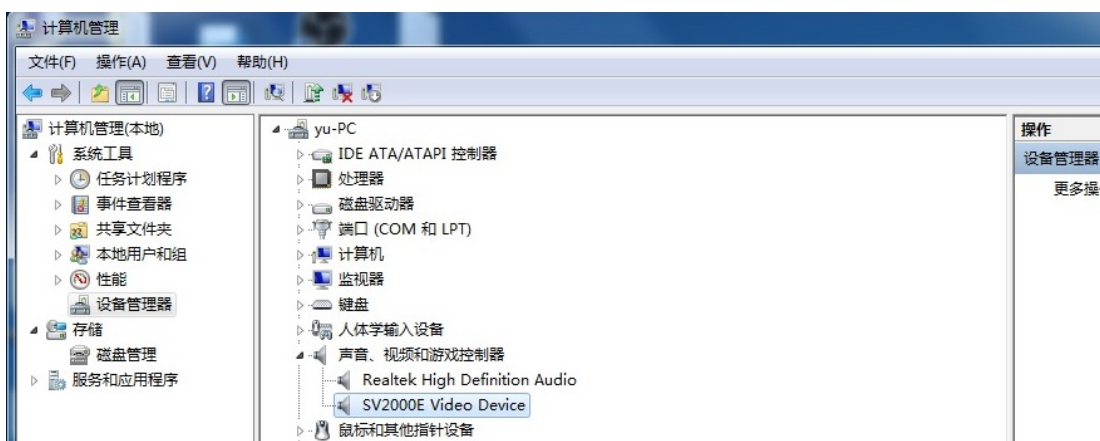 计算机管理
文件(F) 操作(A) 查看(V) 帮助(H)
计算机管理(本地)
系统工具
任务计划程序
事件查看器
共享文件夹
本地用户和组
性能
设备管理器
存储
磁盘管理
服务和应用程序
yu-PC
IDE ATA/ATAPI 控制器
处理器
磁盘驱动器
端口 (COM 和 LPT)
计算机
监视器
键盘
人体学输入设备
声音、视频和游戏控制器
Realtek High Definition Audio
SV2000E Video Device
鼠标和其他指针设备
操作
设备管理器
更多操